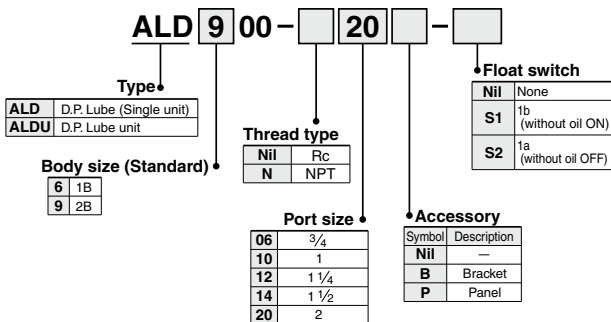 ALD 9 00 – 20 –
Type
ALD D.P. Lube (Single unit)
ALDU D.P. Lube unit
Body size (Standard)
6 1B
9 2B
Thread type
Nil Rc
N NPT
Port size
06 3/4
10 1
12 1 1/4
14 1 1/2
20 2
Accessory
Symbol Description
Nil —
B Bracket
P Panel
Float switch
Nil None
S1 1b
(without oil ON)
S2 1a
(without oil OFF)